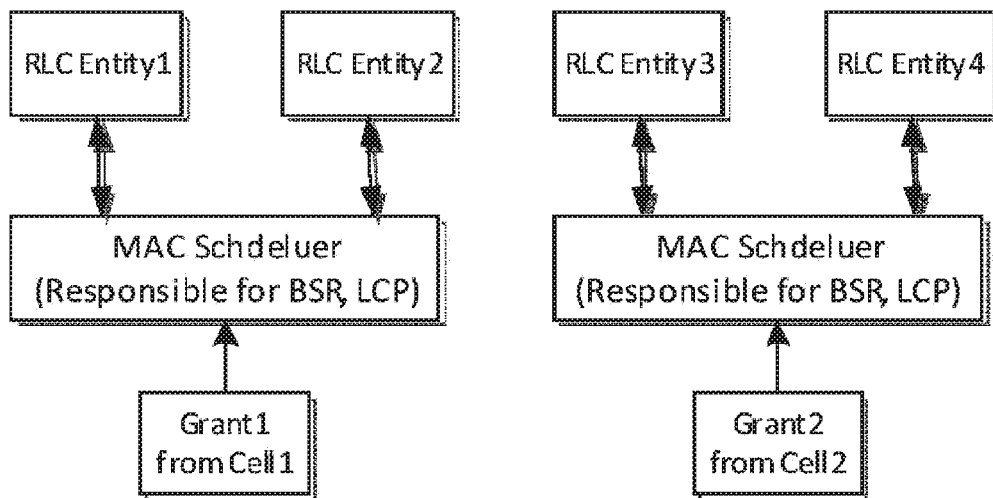 RLC Entity1
RLC Entity2
RLC Entity3
RLC Entity4
MAC Schdeluer
(Responsible for BSR, LCP)
MAC Schdeluer
(Responsible for BSR, LCP)
Grant1
from Cell1
Grant2
from Cell2